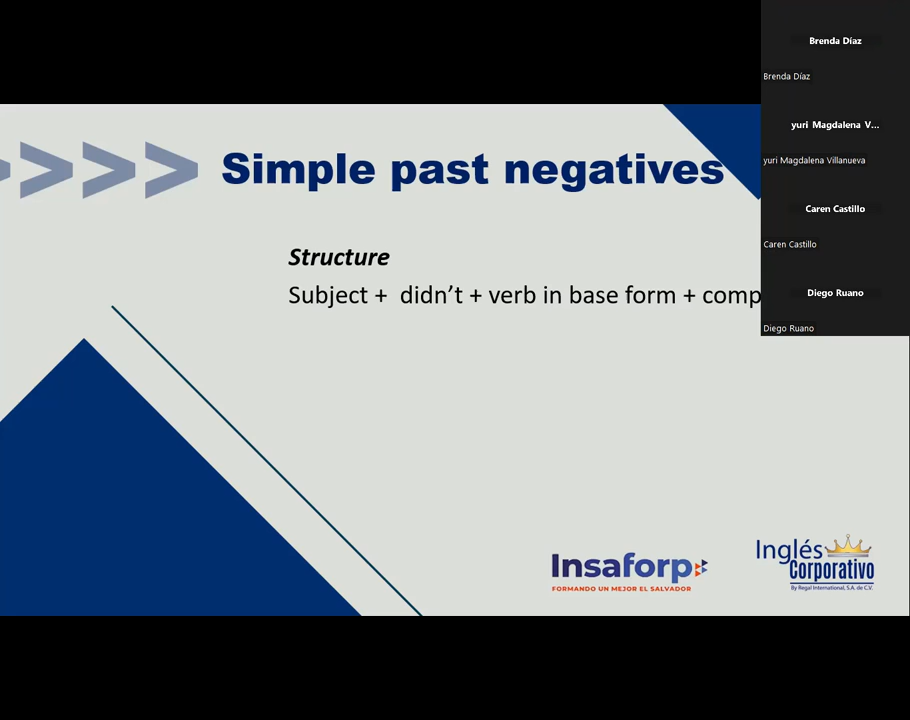 Simple past negatives
Structure
Subject + didn't + verb in base form + comp
Insaforp
FORMANDO UN MEJOR EL SALVADOR
Inglés
Corporativo
By Regal International, S.A. de C.V.
Brenda Díaz
Brenda Díaz
yuri Magdalena V...
yuri Magdalena Villanueva
Caren Castillo
Caren Castillo
Diego Ruano
Diego Ruano